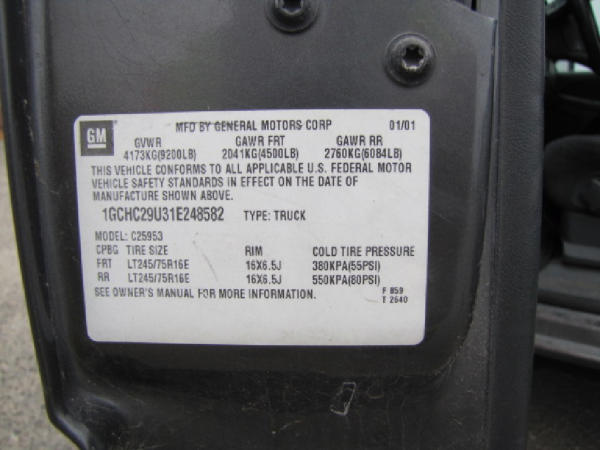 GM
MFD BY GENERAL MOTORS CORP 01/01
GVWR GAWR FRT GAWR RR
4173KG(9200LB) 2041KG(4500LB) 2760KG(6084LB)
THIS VEHICLE CONFORMS TO ALL APPLICABLE U.S. FEDERAL MOTOR
VEHICLE SAFETY STANDARDS IN EFFECT ON THE DATE OF
MANUFACTURE SHOWN ABOVE.
1GCHC29U31E248582 TYPE: TRUCK
MODEL: C25953
CPBG TIRE SIZE RIM COLD TIRE PRESSURE
FRT LT245/75R16E 16X6.5J 380KPA(55PSI)
RR LT245/75R16E 16X6.5J 550KPA(80PSI)
SEE OWNER'S MANUAL FOR MORE INFORMATION.
F 859
T 2640